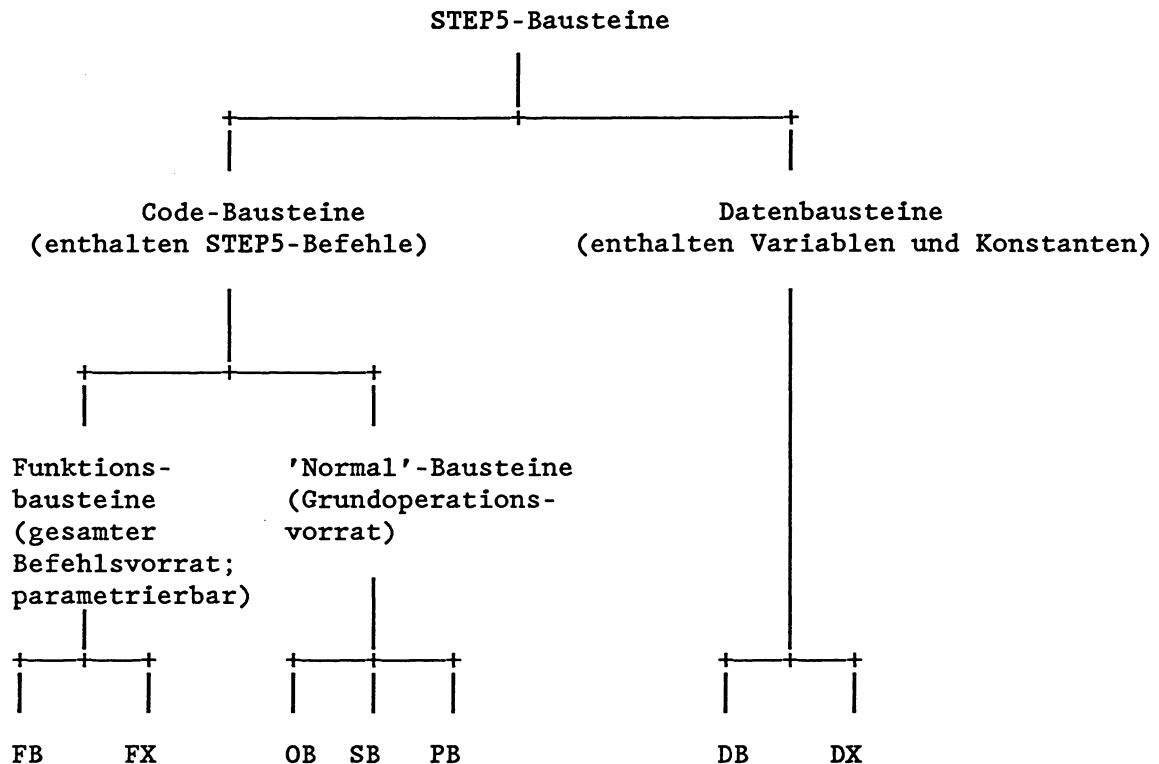 STEP5-Bausteine
Code-Bausteine
(enthalten STEP5-Befehle)
Datenbausteine
(enthalten Variablen und Konstanten)
Funktions-
bausteine
(gesamter
Befehlsvorrat;
parametrierbar)
'Normal'-Bausteine
(Grundoperations-
vorrat)
FB FX OB SB PB DB DX